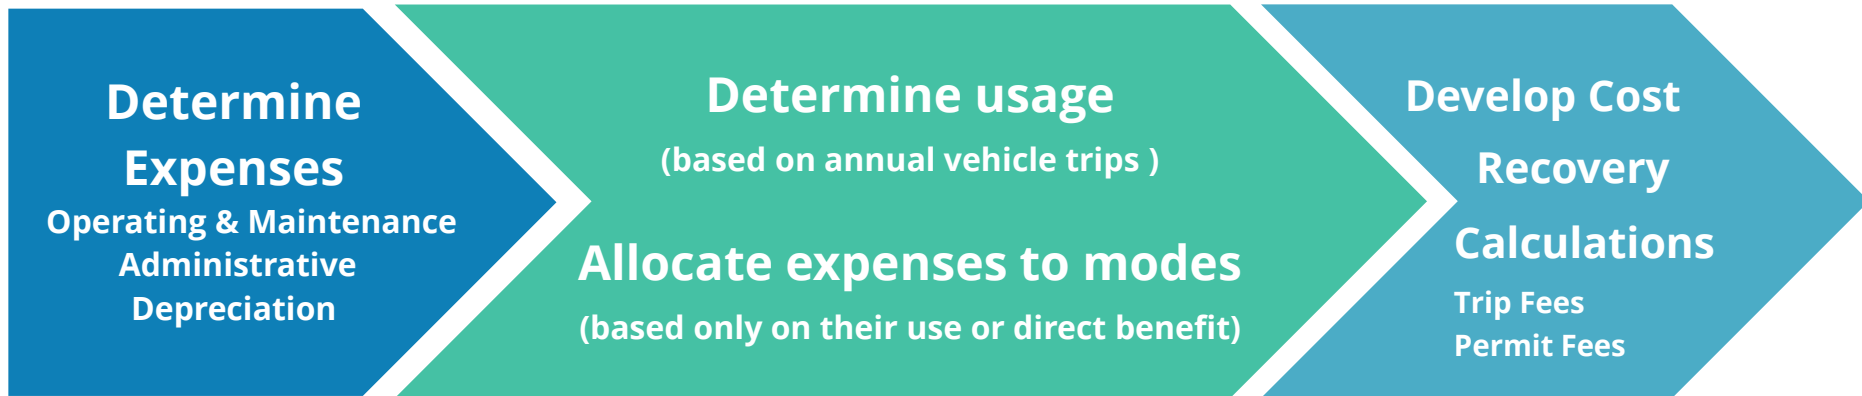 Determine
Expenses
Operating & Maintenance
Administrative
Depreciation
Determine usage
(based on annual vehicle trips )
Allocate expenses to modes
(based only on their use or direct benefit)
Develop Cost
Recovery
Calculations
Trip Fees
Permit Fees